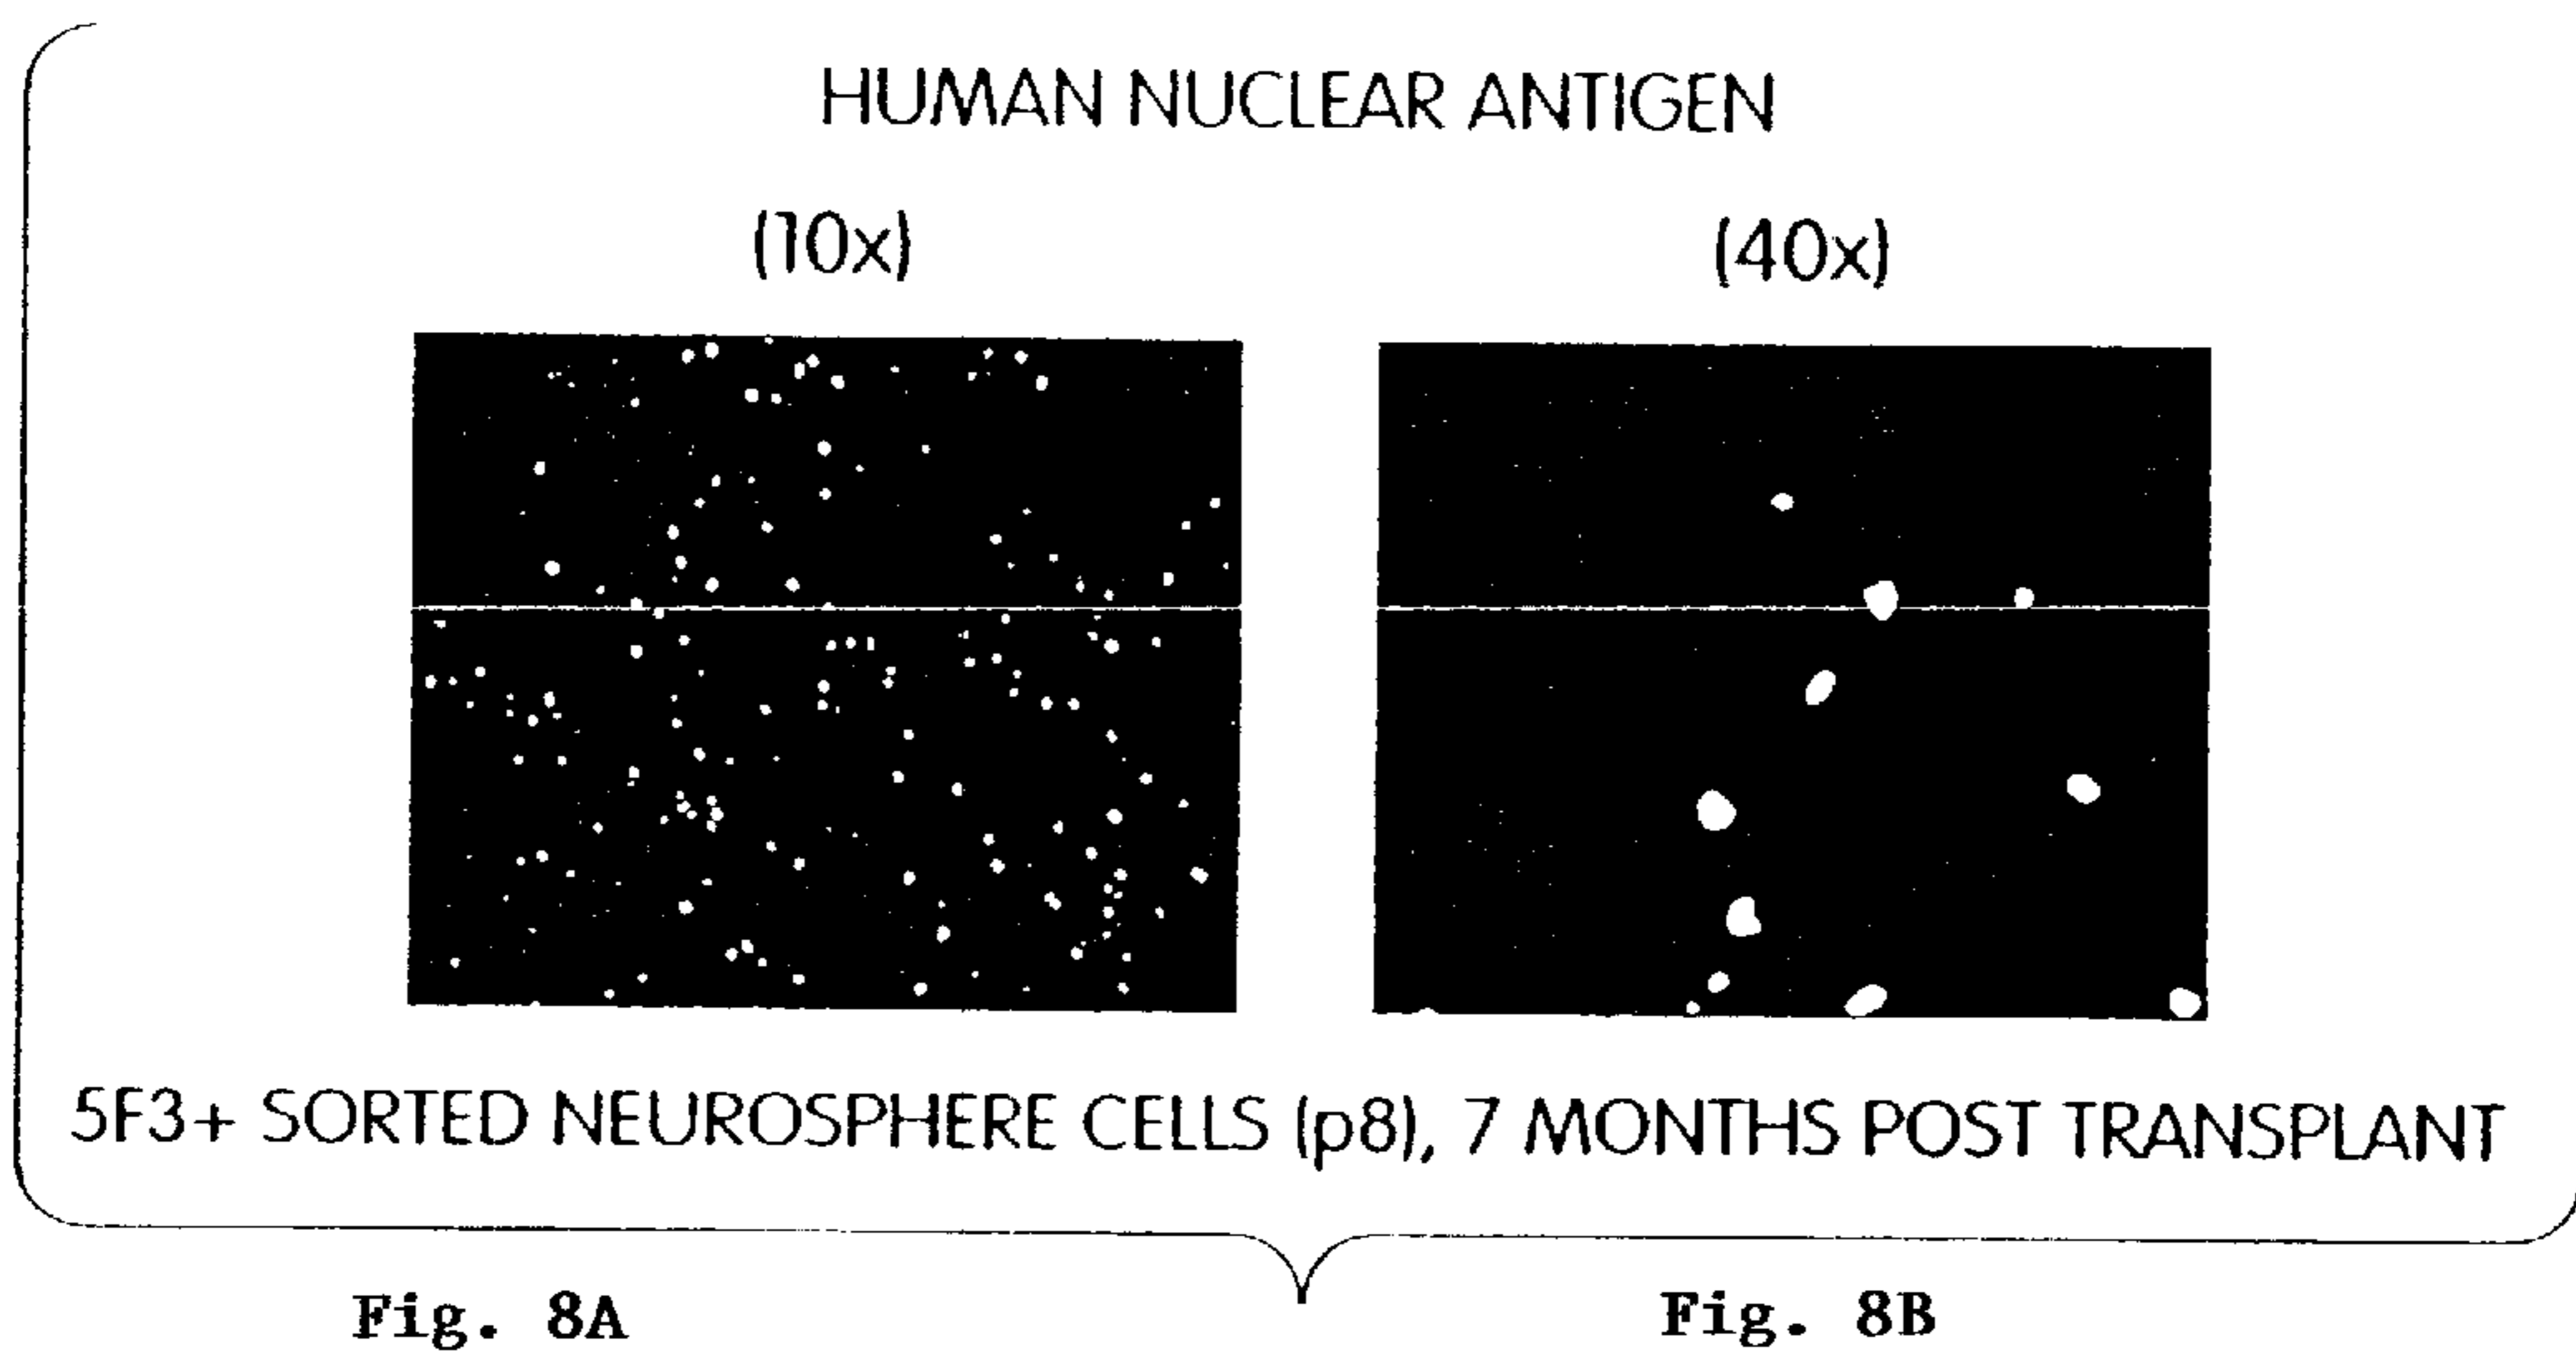 HUMAN NUCLEAR ANTIGEN
(10x) (40x)
5F3+ SORTED NEUROSPHERE CELLS (p8), 7 MONTHS POST TRANSPLANT
Fig. 8A Fig. 8B